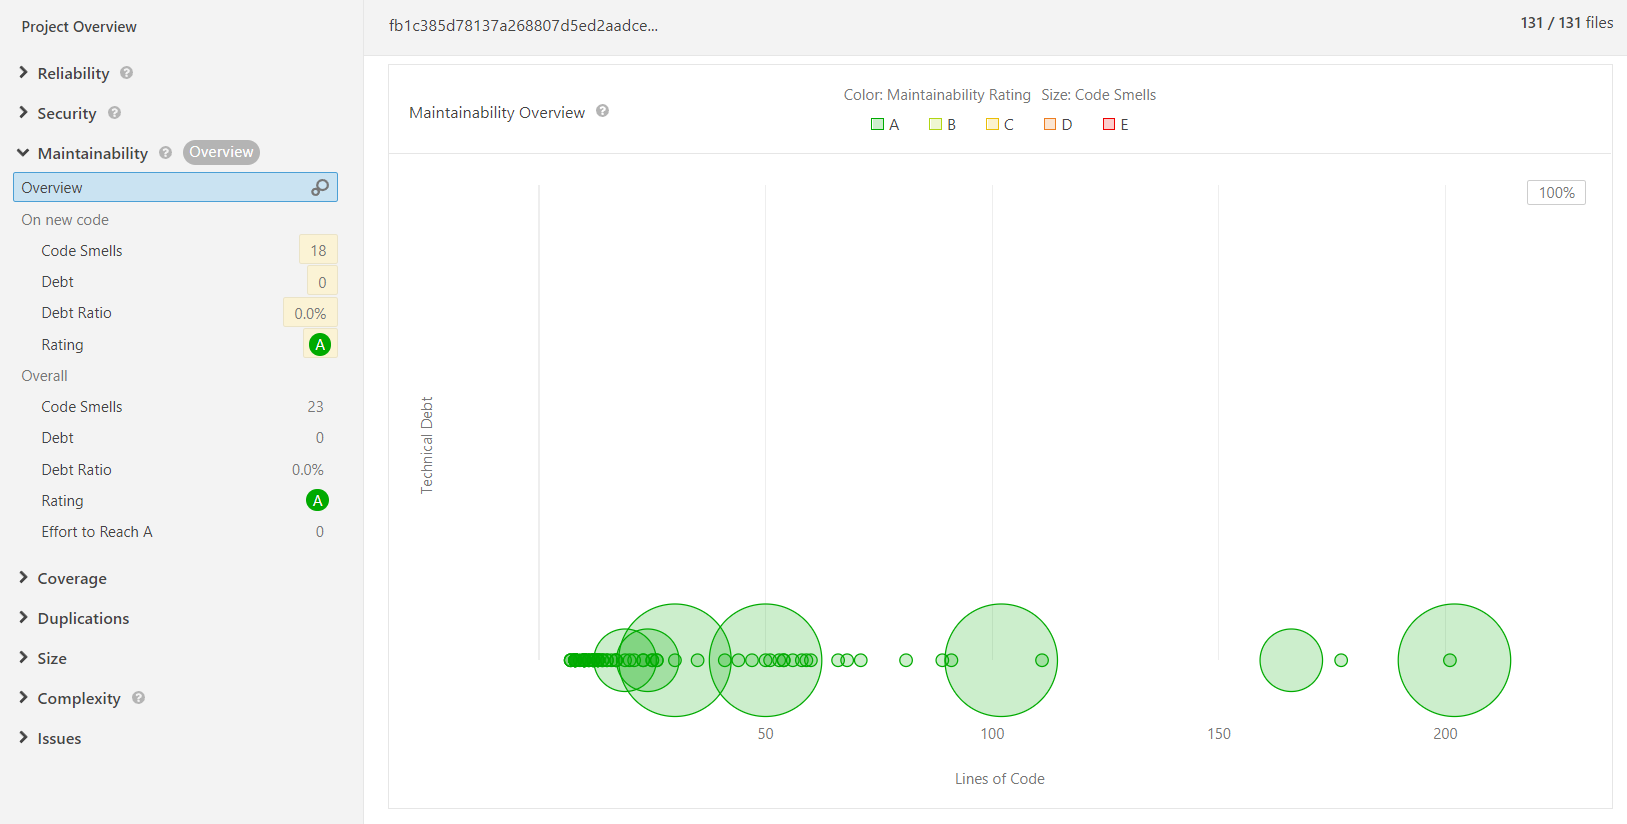 Project Overview
Reliability ?
Security ?
Maintainability ? Overview
Overview
On new code
Code Smells 18
Debt 0
Debt Ratio 0.0%
Rating A
Overall
Code Smells 23
Debt 0
Debt Ratio 0.0%
Rating A
Effort to Reach A 0
Coverage
Duplications
Size
Complexity ?
Issues
fb1c385d78137a268807d5ed2aadce...
131 / 131 files
Maintainability Overview ?
Color: Maintainability Rating Size: Code Smells
A B C D E
100%
Technical Debt
50 100 150 200
Lines of Code